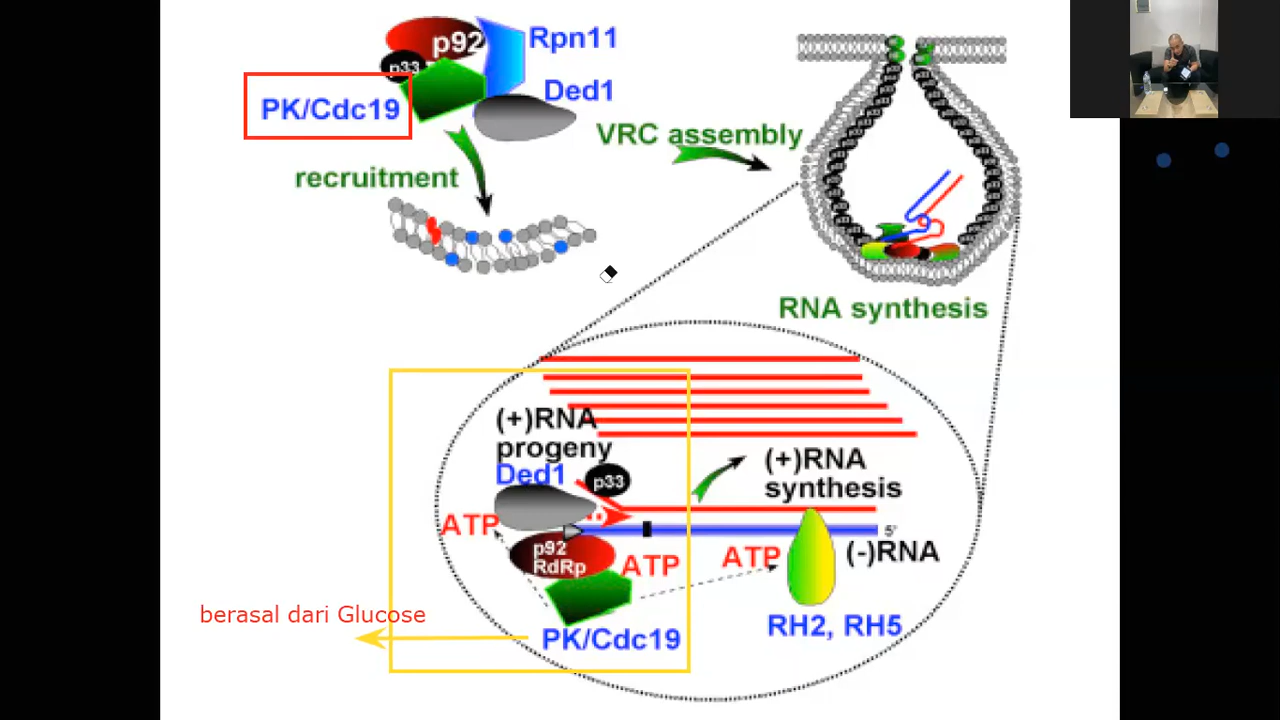 p92
Rpn11
p33
PK/Cdc19
Ded1
VRC assembly
recruitment
RNA synthesis
(+)RNA
progeny
Ded1
p33
(+)RNA
synthesis
ATP
5'
p92
RdRp
ATP
ATP
(-)RNA
berasal dari Glucose
PK/Cdc19
RH2, RH5